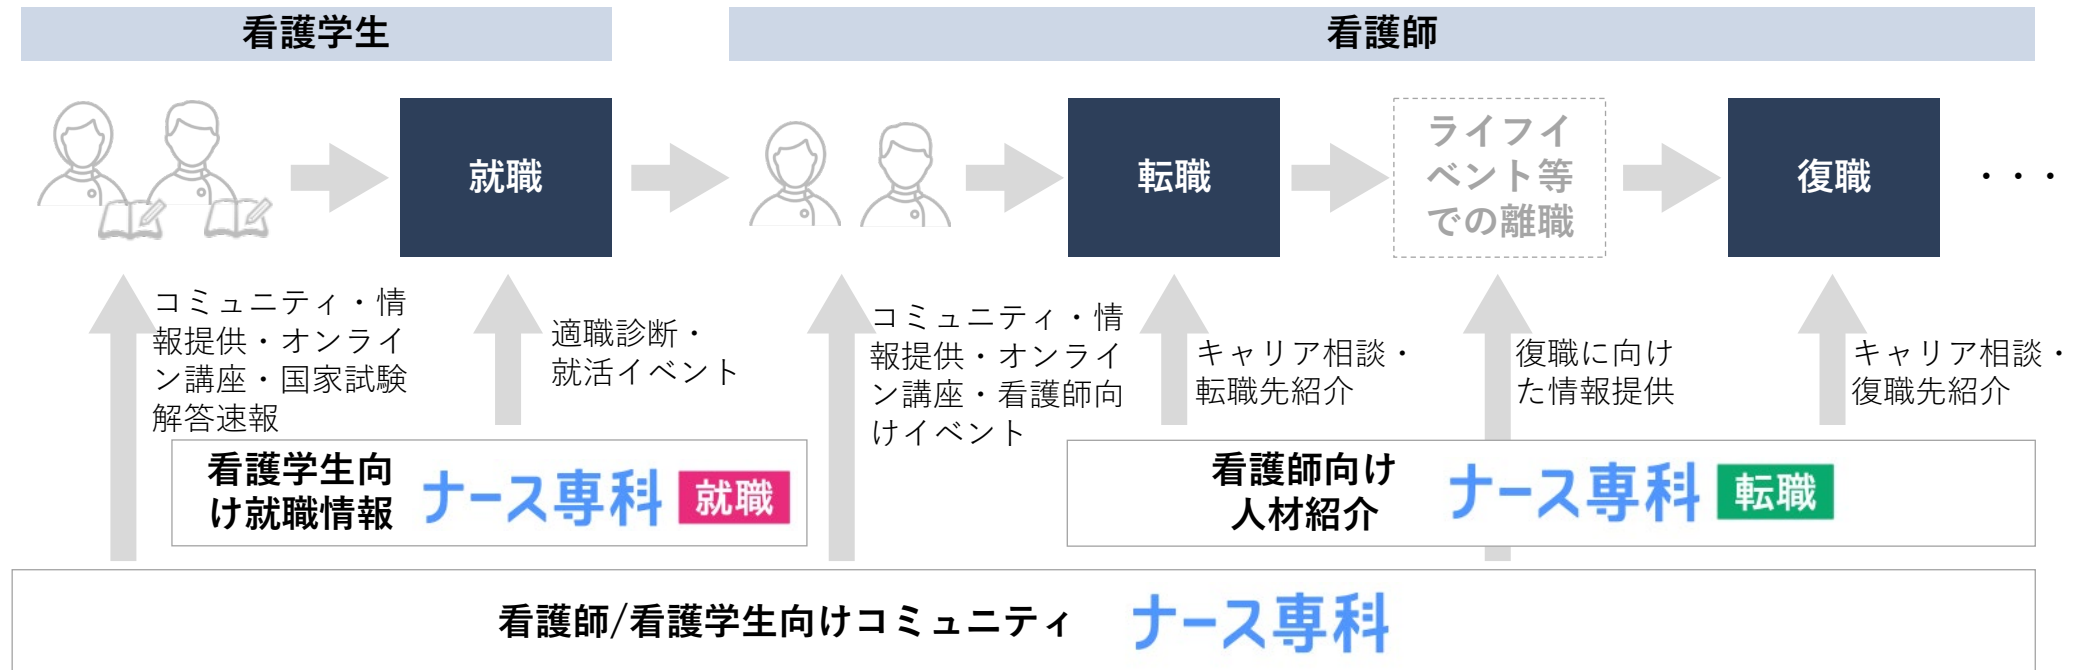 看護学生
看護師
就職
転職
ライフイ
ベント等
での離職
復職
・・・
コミュニティ・情
報提供・オンライ
ン講座・国家試験
解答速報
適職診断・
就活イベント
コミュニティ・情
報提供・オンライ
ン講座・看護師向
けイベント
キャリア相談・
転職先紹介
復職に向け
た情報提供
キャリア相談・
復職先紹介
看護学生向
け就職情報
ナース専科 就職
看護師向け
人材紹介
ナース専科 転職
看護師/看護学生向けコミュニティ ナース専科